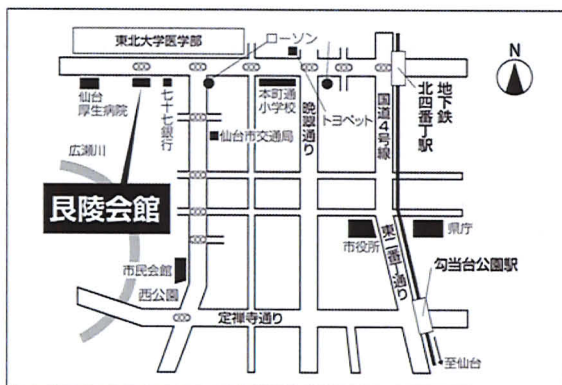 東北大学医学部
ローソン
N
仙台
厚生病院
七十七銀行
本町通
小学校
晩翠通り
トヨペット
国道4号線
地下鉄
北四番丁駅
仙台市交通局
広瀬川
艮陵会館
市役所
東二番丁通り
県庁
市民会館
西公園
勾当台公園駅
定禅寺通り
至仙台